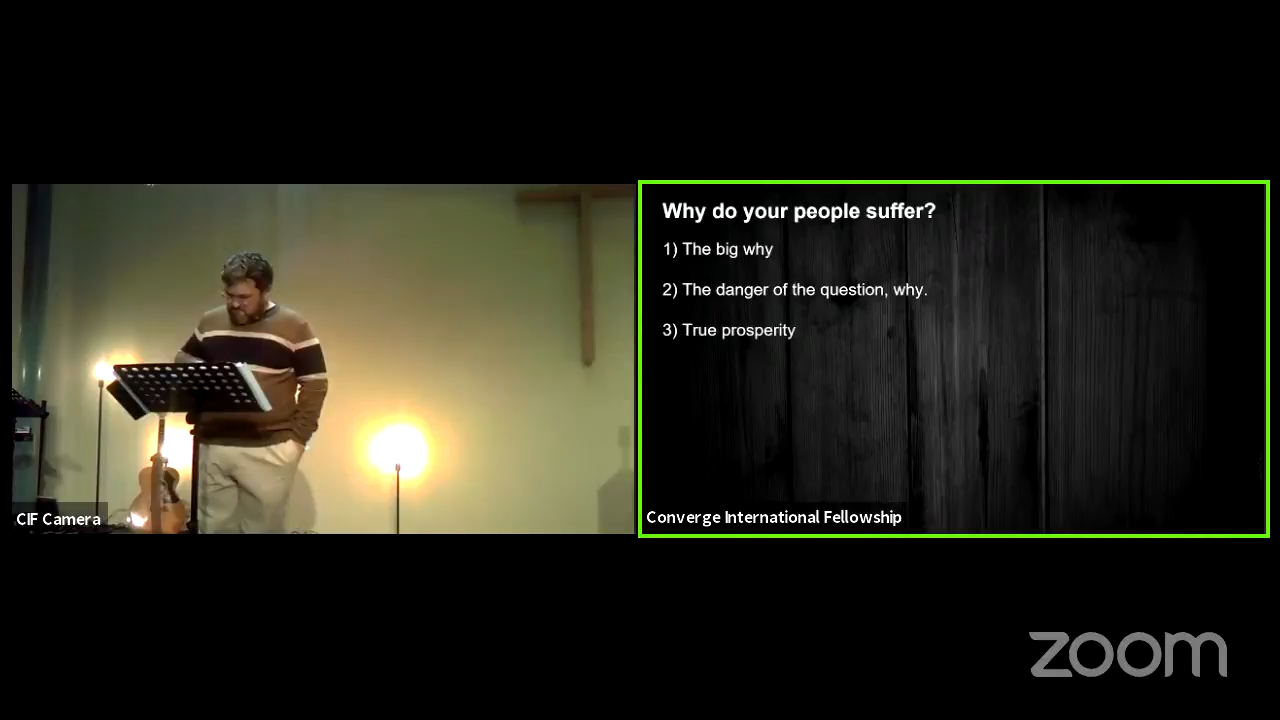 Why do your people suffer?
1) The big why
2) The danger of the question, why.
3) True prosperity
CIF Camera
Converge International Fellowship
zoom